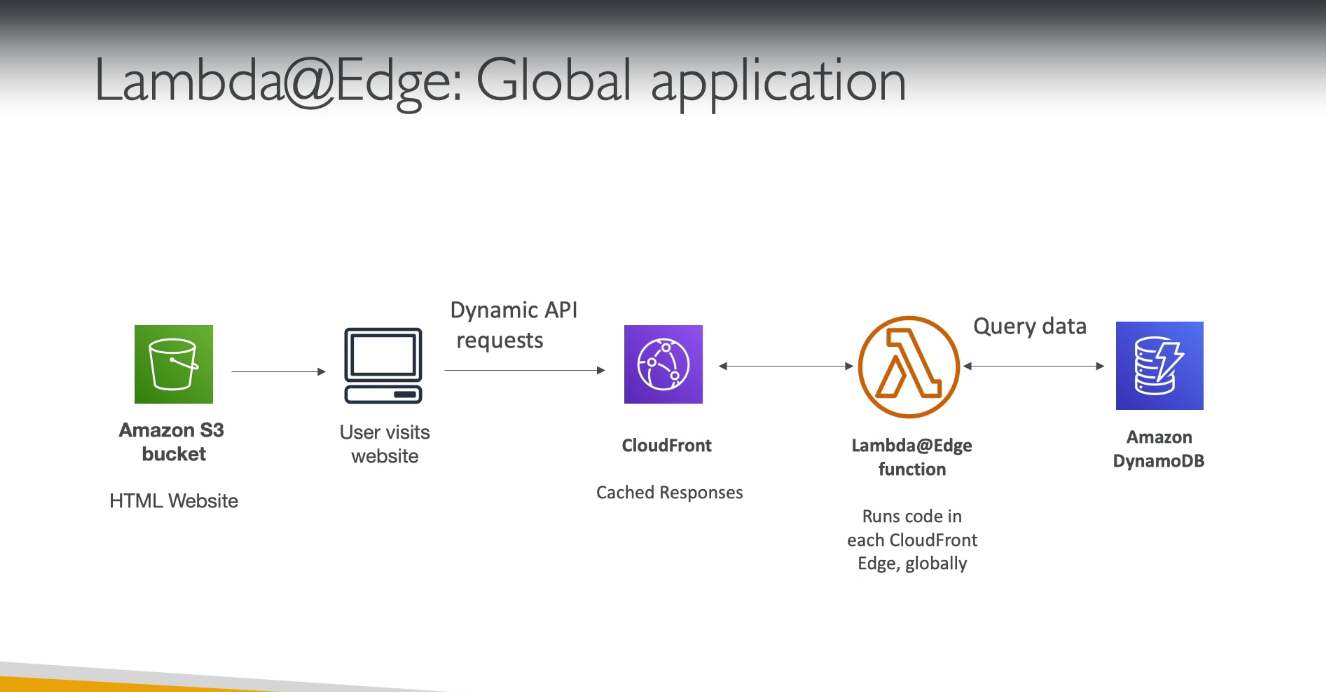 Lambda@Edge: Global application
Dynamic API
requests
Query data
Amazon S3
bucket
HTML Website
User visits
website
CloudFront
Cached Responses
Lambda@Edge
function
Runs code in
each CloudFront
Edge, globally
Amazon
DynamoDB